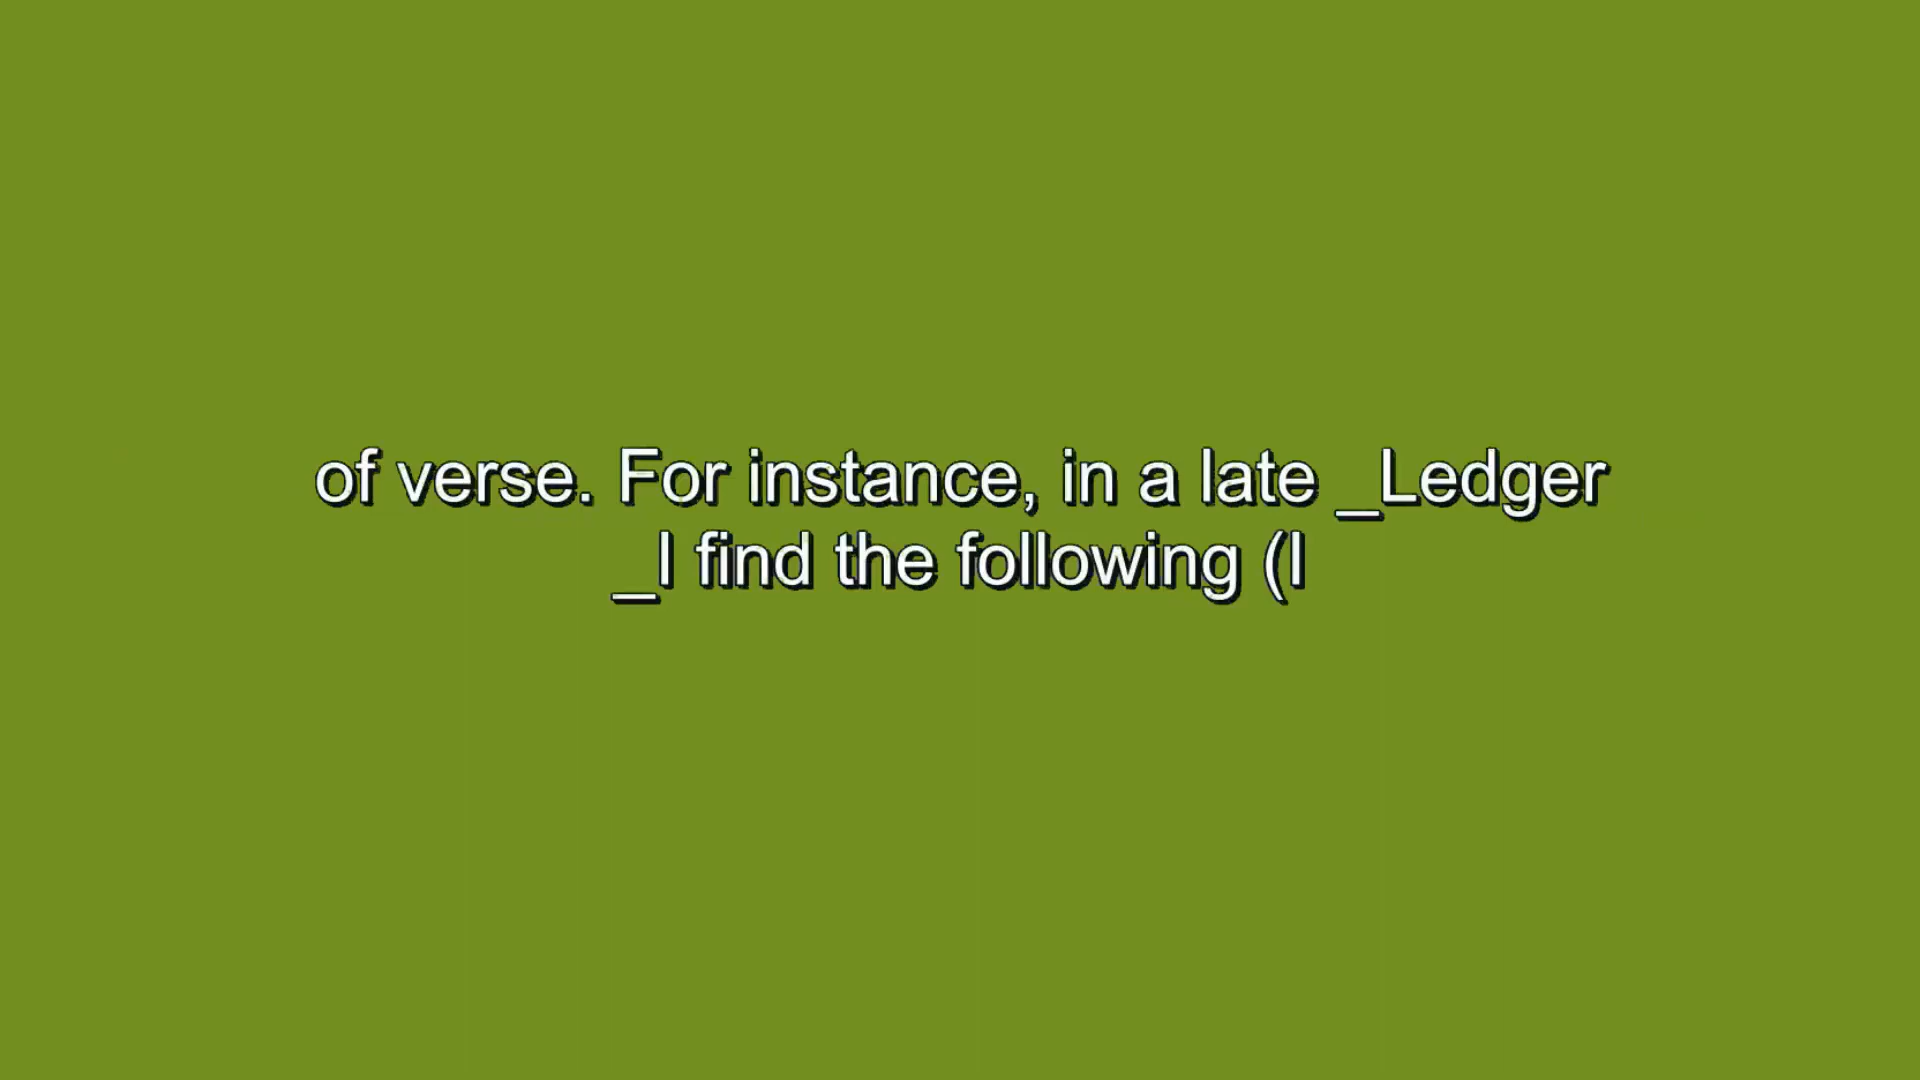 of verse. For instance, in a late _Ledger
_I find the following (I